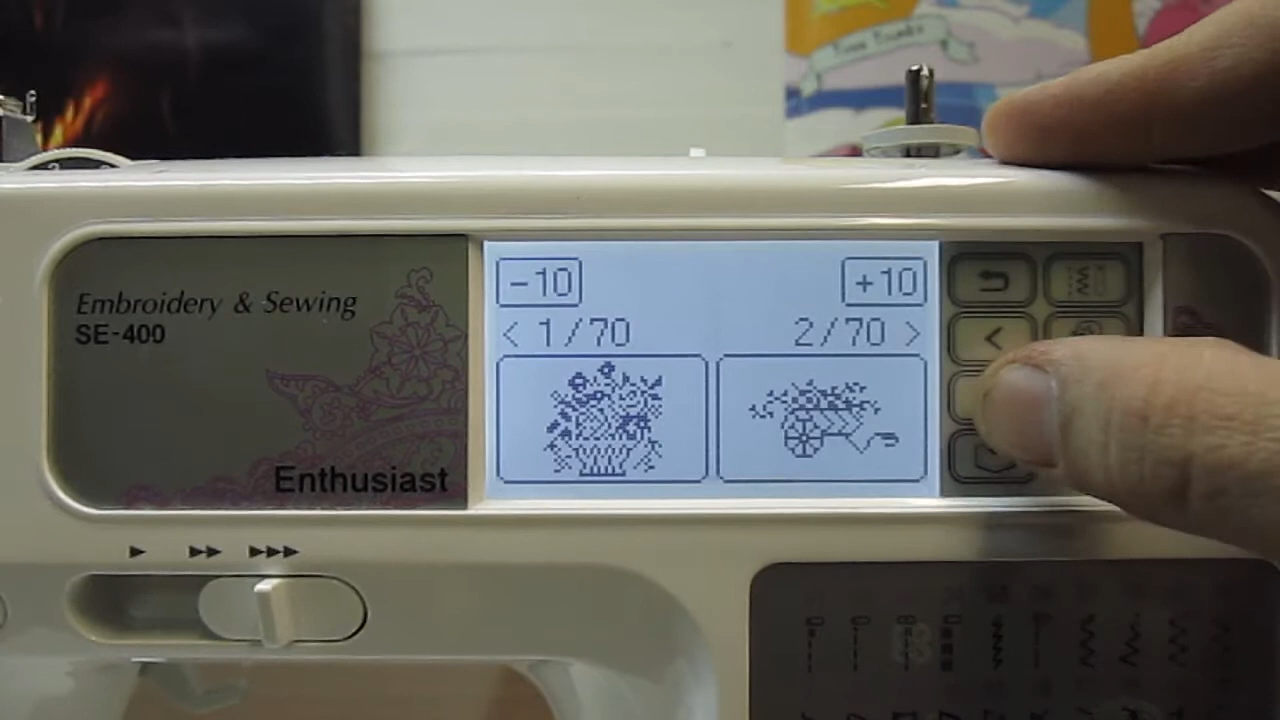 Embroidery & Sewing
SE-400
Enthusiast
-10
+10
< 1/70
2/70 >